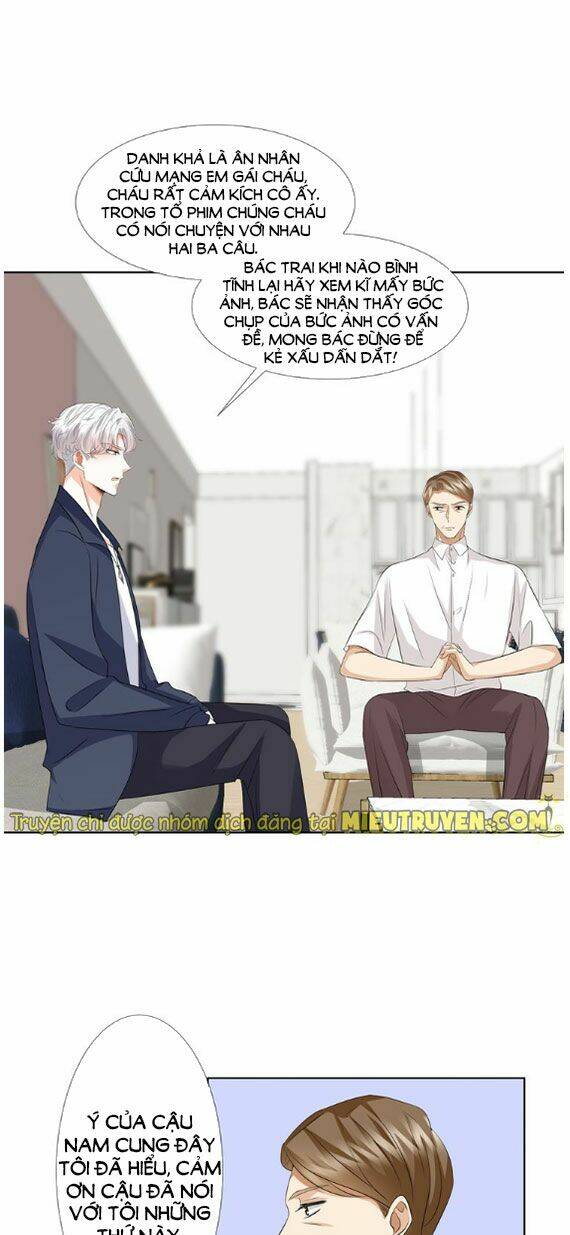 DANH KHẢ LÀ ÂN NHÂN
CỨU MẠNG EM GÁI CHÁU,
CHÁU RẤT CẢM KÍCH CÔ ẤY.
TRONG TỔ PHIM CHÚNG CHÁU
CÓ NÓI CHUYỆN VỚI NHAU
HAI BA CÂU.
BÁC TRAI KHI NÀO BÌNH
TĨNH LẠI HÃY XEM KĨ MẤY BỨC
ẢNH, BÁC SẼ NHẬN THẤY GÓC
CHỤP CỦA BỨC ẢNH CÓ VẤN
ĐỀ, MONG BÁC ĐỪNG ĐỂ
KẺ XẤU DẪN DẮT!
Truyện chỉ được nhóm dịch đăng tại MIEUTRUYEN.COM
Ý CỦA CẬU
NAM CUNG ĐÂY
TÔI ĐÃ HIỂU, CẢM
ƠN CẬU ĐÃ NÓI
VỚI TÔI NHỮNG
THỨ NÀY